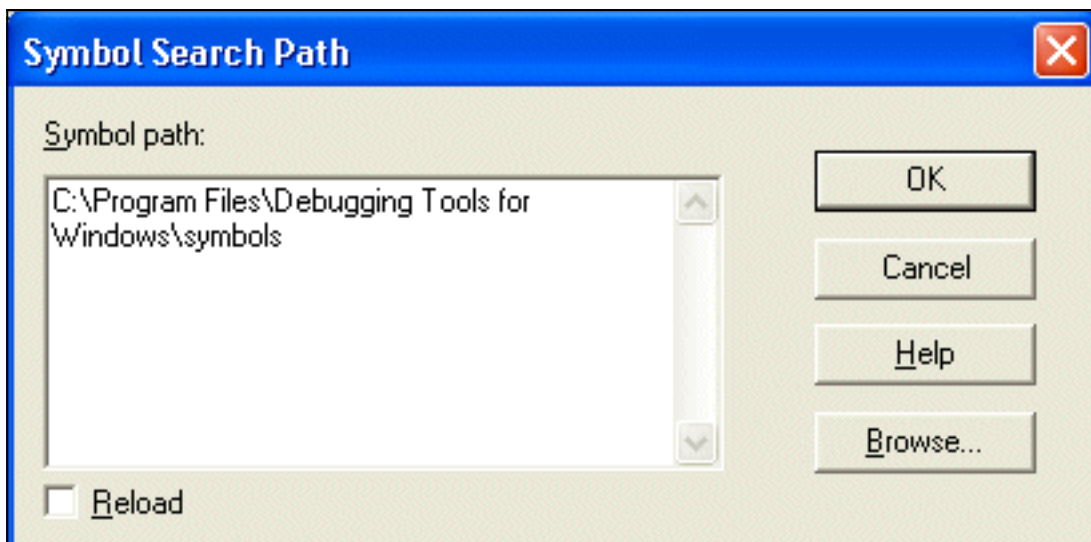 Symbol Search Path
Symbol path:
C:\Program Files\Debugging Tools for
Windows\symbols
OK
Cancel
Help
Browse...
Reload